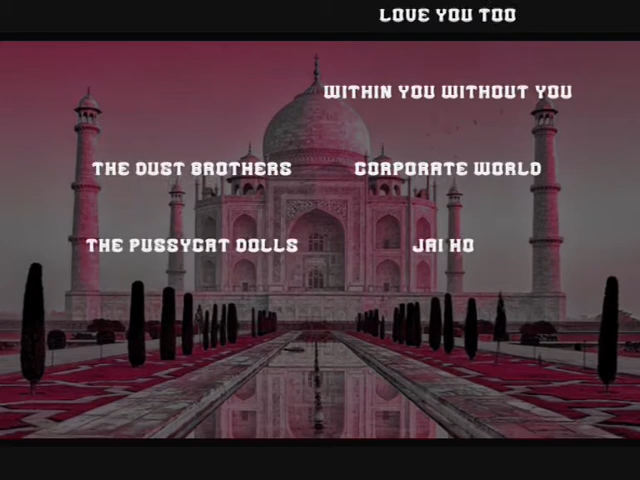 LOVE YOU TOO
WITHIN YOU WITHOUT YOU
THE DUST BROTHERS CORPORATE WORLD
THE PUSSYCAT DOLLS JAI HO